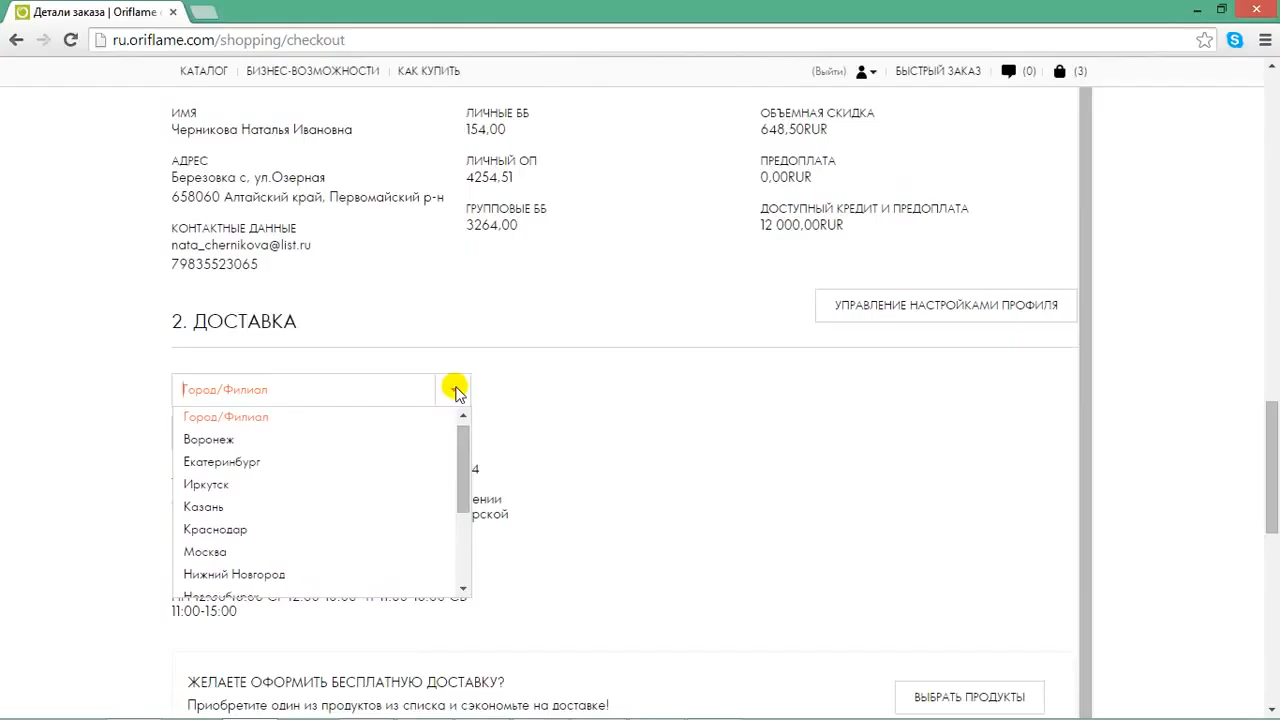 Детали заказа | Oriflame
ru.oriflame.com/shopping/checkout
КАТАЛОГ
БИЗНЕС-ВОЗМОЖНОСТИ
КАК КУПИТЬ
(Выйти)
БЫСТРЫЙ ЗАКАЗ
(0)
(3)
ИМЯ
Черникова Наталья Ивановна
АДРЕС
Березовка с, ул.Озерная
658060 Алтайский край, Первомайский р-н
КОНТАКТНЫЕ ДАННЫЕ
nata_chernikova@list.ru
79835523065
ЛИЧНЫЕ ББ
154,00
ЛИЧНЫЙ ОП
4254,51
ГРУППОВЫЕ ББ
3264,00
ОБЪЕМНАЯ СКИДКА
648,50RUR
ПРЕДОПЛАТА
0,00RUR
ДОСТУПНЫЙ КРЕДИТ И ПРЕДОПЛАТА
12 000,00RUR
УПРАВЛЕНИЕ НАСТРОЙКАМИ ПРОФИЛЯ
2. ДОСТАВКА
Город/Филиал
Город/Филиал
Воронеж
Екатеринбург
Иркутск
Казань
Краснодар
Москва
Нижний Новгород
4
ении
рской
11:00-15:00
ЖЕЛАЕТЕ ОФОРМИТЬ БЕСПЛАТНУЮ ДОСТАВКУ?
Приобретите один из продуктов из списка и сэкономьте на доставке!
ВЫБРАТЬ ПРОДУКТЫ